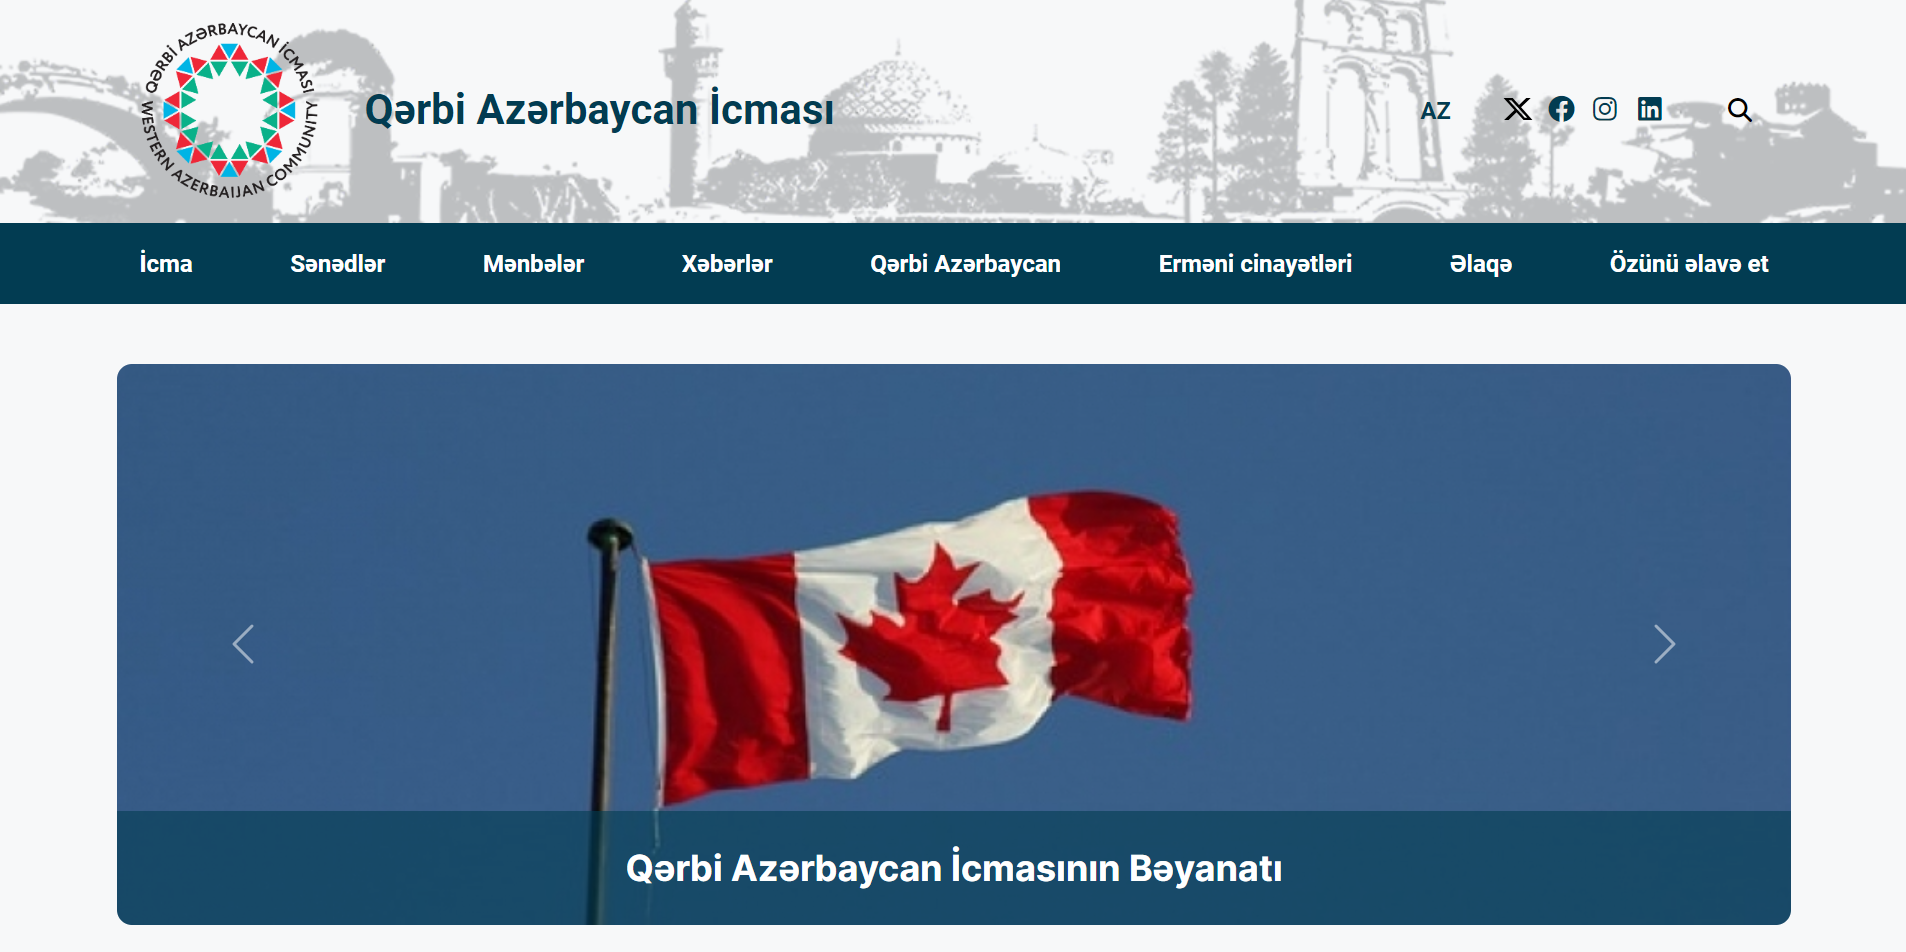 QƏRBİ AZƏRBAYCAN İCMASI
WESTERN AZERBAIJAN COMMUNITY
Qərbi Azərbaycan İcması
AZ
İcma
Sənədlər
Mənbələr
Xəbərlər
Qərbi Azərbaycan
Erməni cinayətləri
Əlaqə
Özünü əlavə et
Qərbi Azərbaycan İcmasının Bəyanatı